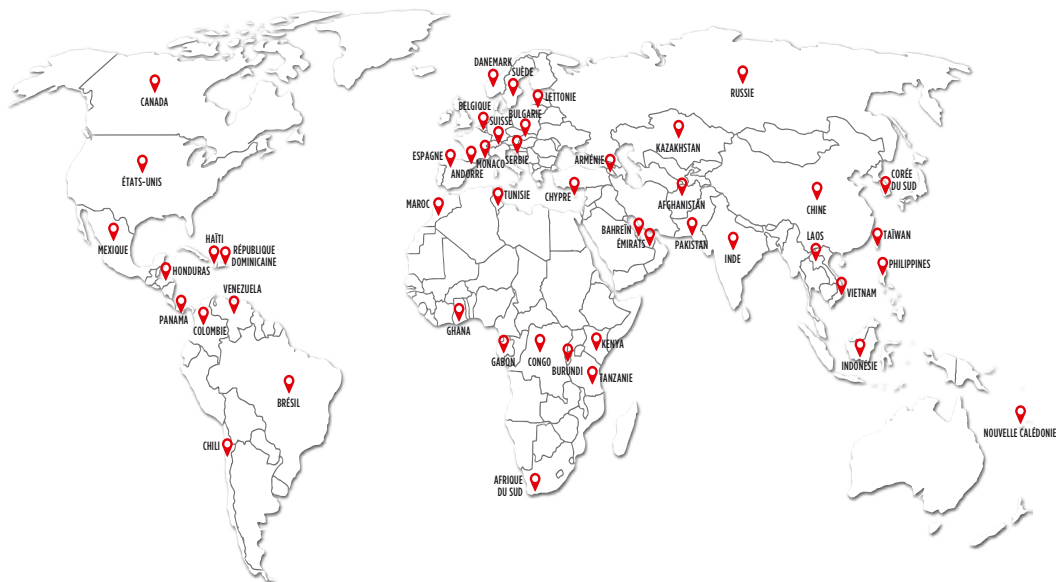 DANEMARK
SUÈDE
RUSSIE
CANADA
LETTONIE
BELGIQUE
BULGARIE
SUISSE
KAZAKHSTAN
ESPAGNE
MONACO
SERBIE
ARMÉNIE
ANDORRE
CORÉE
DU SUD
ÉTATS-UNIS
TUNISIE
CHYPRE
AFGHANISTAN
CHINE
MAROC
BAHREÏN
ÉMIRATS
PAKISTAN
INDE
LAOS
TAÏWAN
MEXIQUE
HAÏTI
RÉPUBLIQUE
DOMINICAINE
PHILIPPINES
HONDURAS
VENEZUELA
VIETNAM
PANAMA
COLOMBIE
GHANA
GABON
CONGO
KENYA
BURUNDI
INDONÉSIE
TANZANIE
BRÉSIL
NOUVELLE CALÉDONIE
CHILI
AFRIQUE
DU SUD